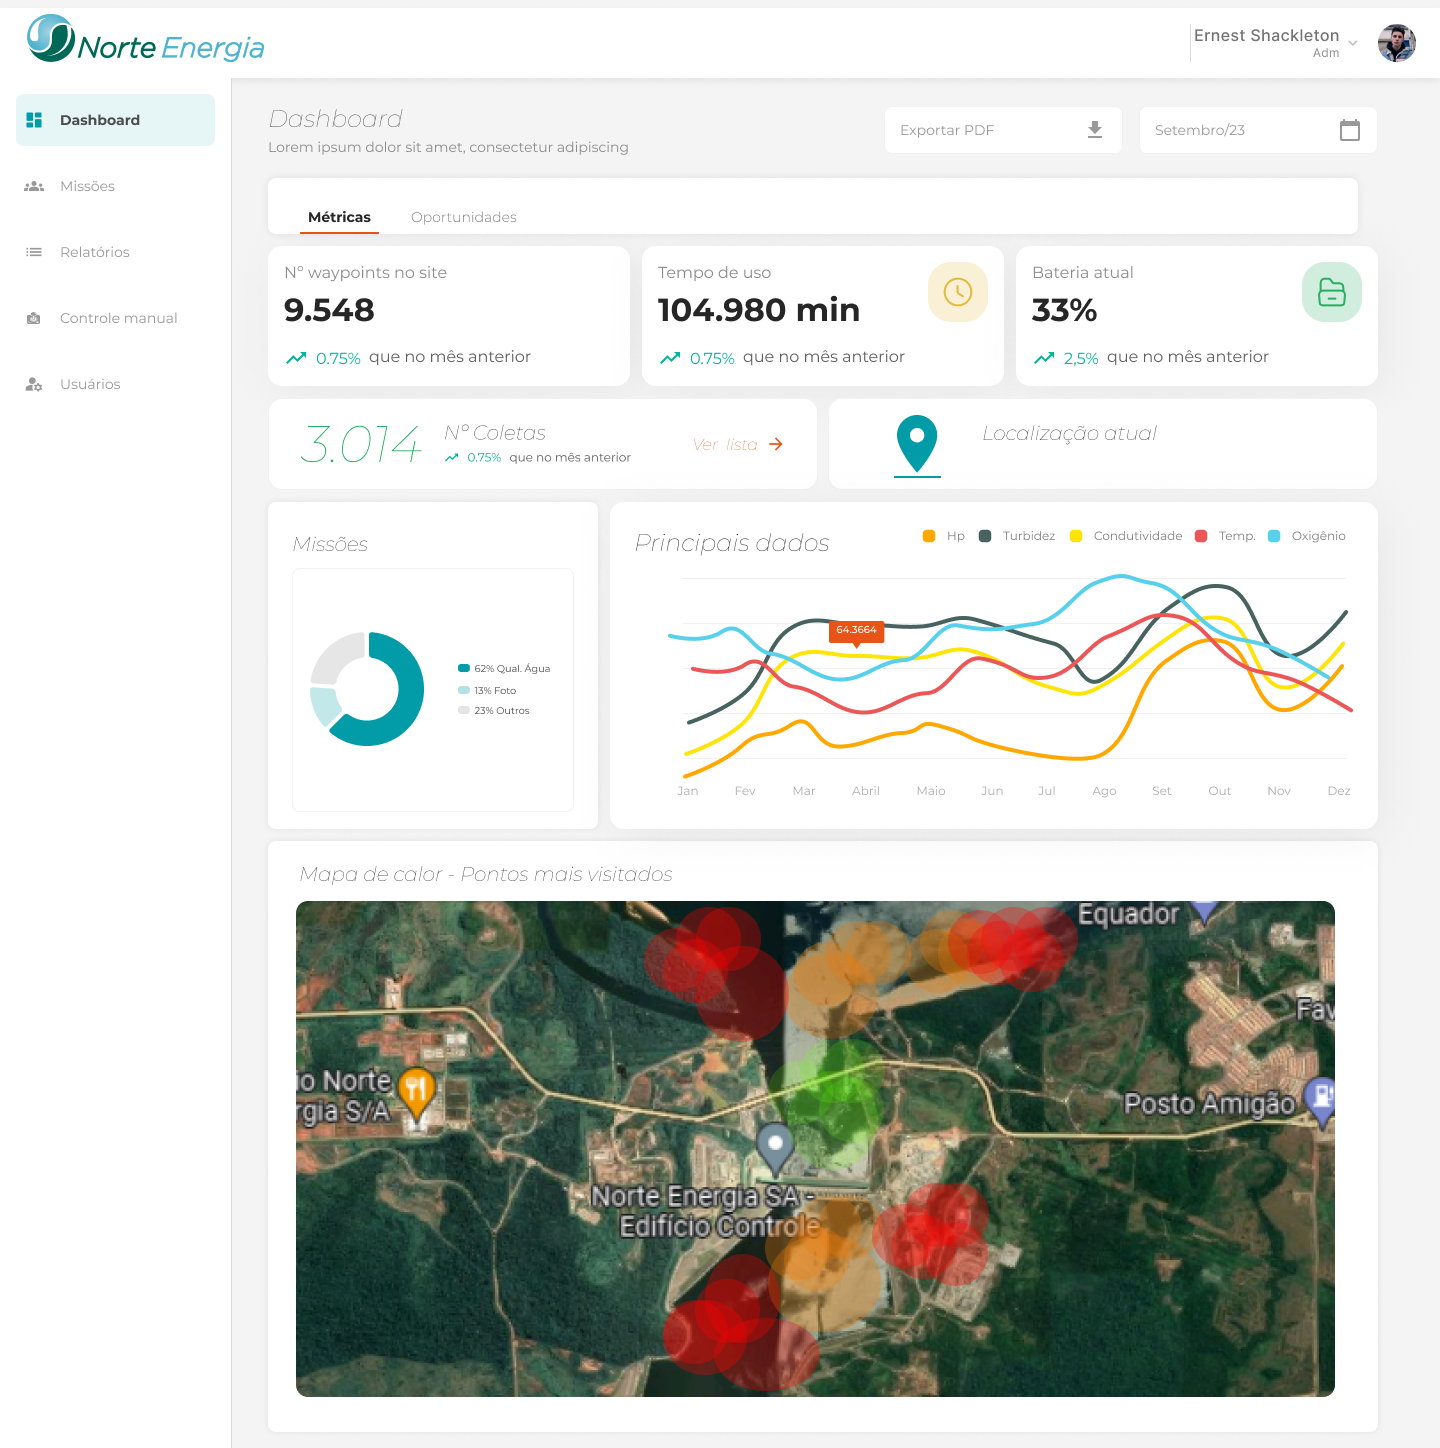 Norte Energia
Ernest Shackleton
Adm
Dashboard
Missões
Relatórios
Controle manual
Usuários
Dashboard
Lorem ipsum dolor sit amet, consectetur adipiscing
Exportar PDF
Setembro/23
Métricas
Oportunidades
Nº waypoints no site
9.548
0.75% que no mês anterior
Tempo de uso
104.980 min
0.75% que no mês anterior
Bateria atual
33%
2,5% que no mês anterior
3.014
Nº Coletas
0.75% que no mês anterior
Ver lista
Localização atual
Missões
62% Qual. Água
13% Foto
23% Outros
Principais dados
Hp Turbidez Condutividade Temp. Oxigênio
64.3664
Jan Fev Mar Abril Maio Jun Jul Ago Set Out Nov Dez
Mapa de calor - Pontos mais visitados
Equador
Fav
io Norte
rgia S/A
Posto Amigão
Norte Energia SA -
Edifício Controle